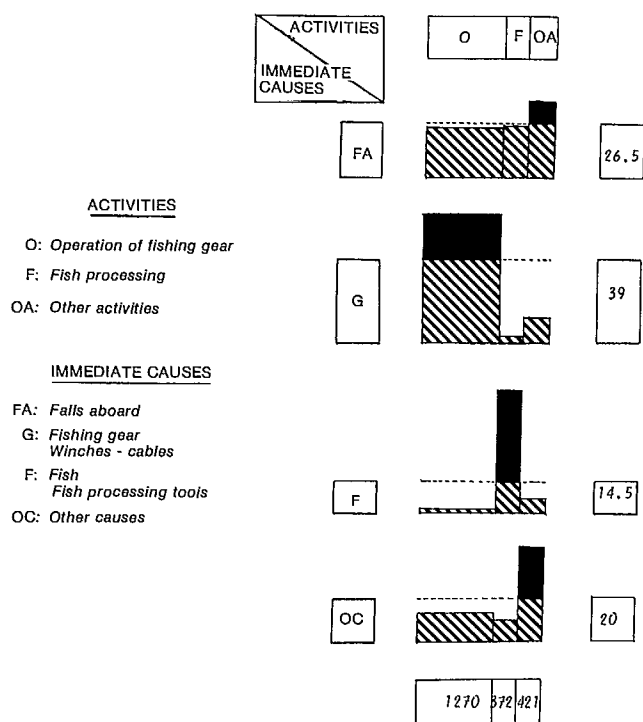 ACTIVITIES
IMMEDIATE
CAUSES
O F OA
FA 26.5
ACTIVITIES
O: Operation of fishing gear
F: Fish processing
OA: Other activities
G 39
IMMEDIATE CAUSES
FA: Falls aboard
G: Fishing gear
Winches - cables
F: Fish
Fish processing tools
OC: Other causes
F 14.5
OC 20
1270 372 421